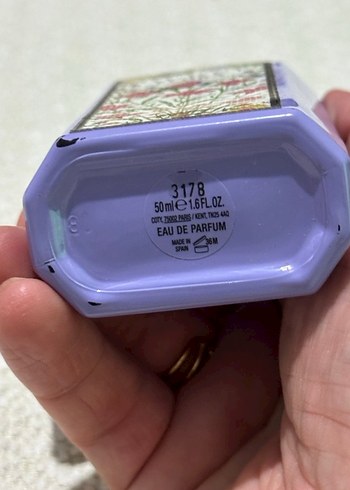 3178
50 ml e 1.6 FL.OZ.
COTY, 75002 PARIS / KENT, TN25 4AQ
EAU DE PARFUM
MADE IN
SPAIN
36M